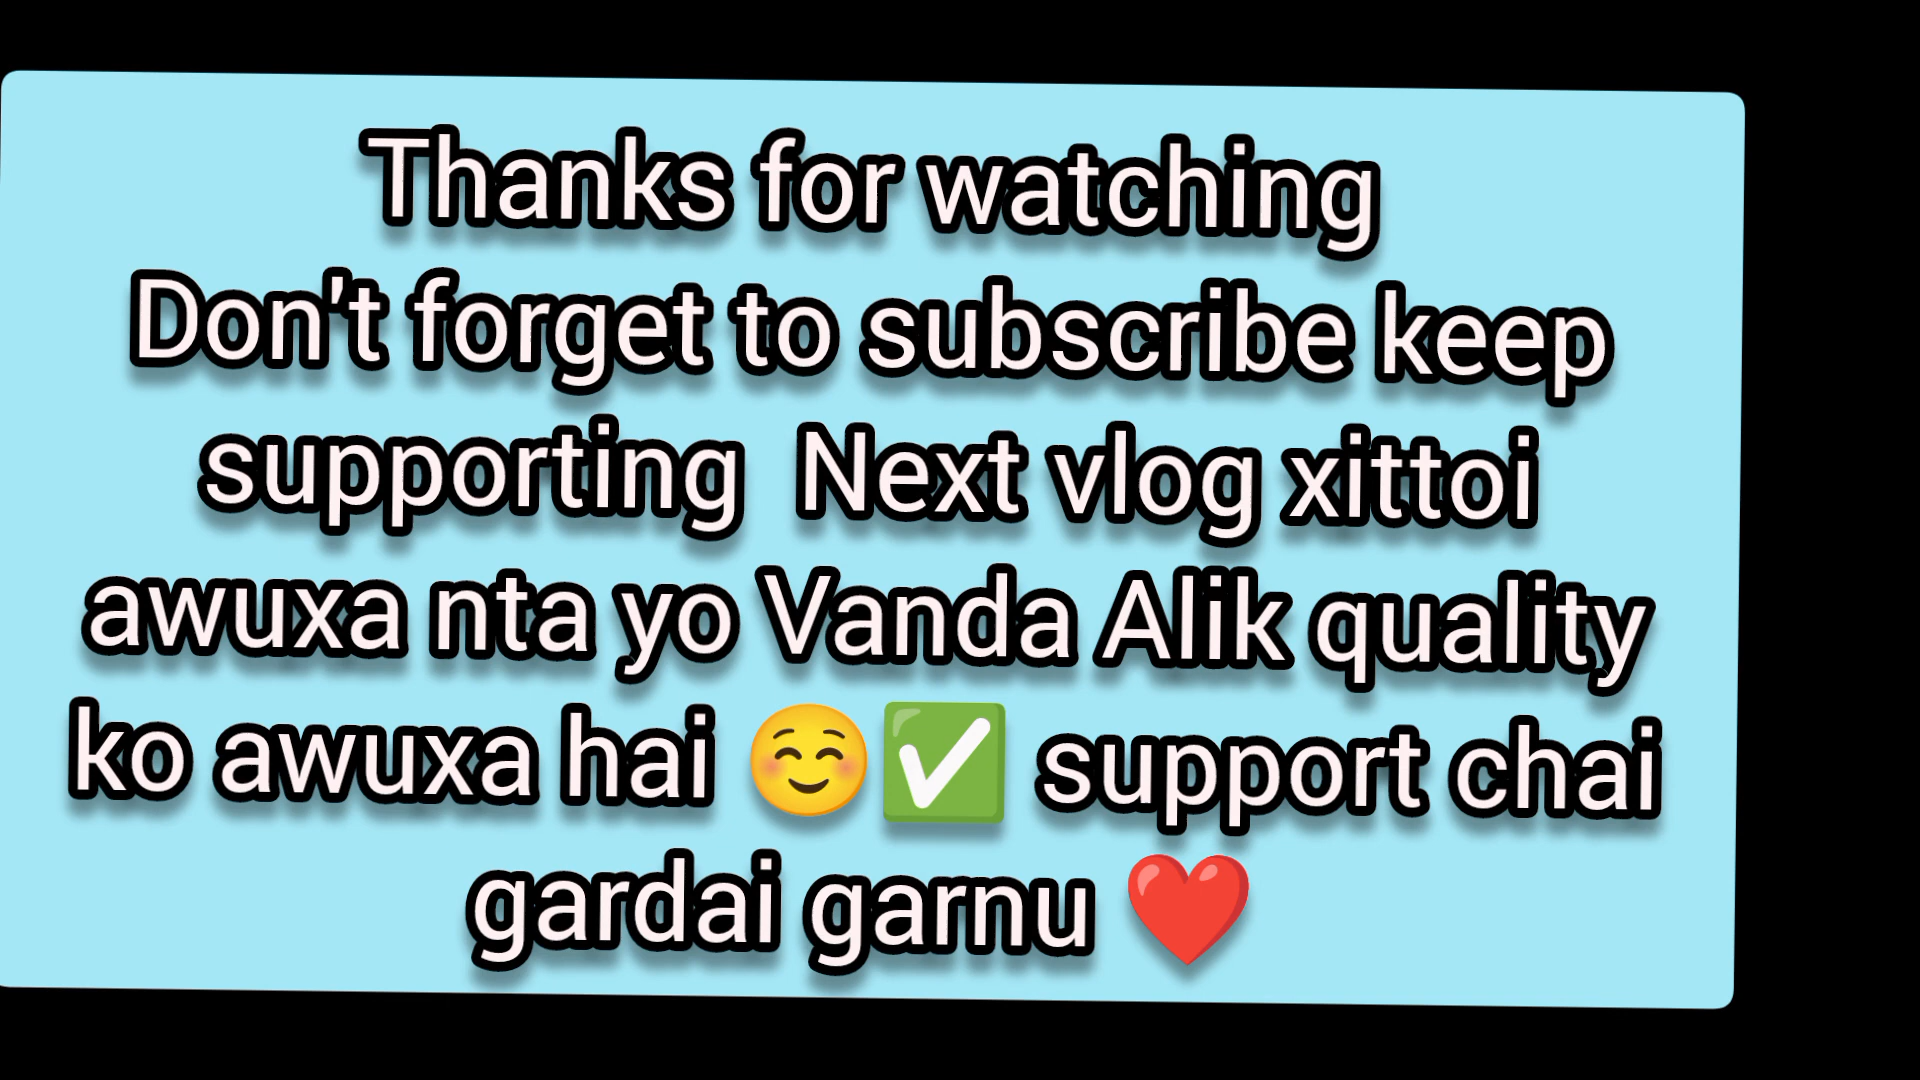 Thanks for watching
Don't forget to subscribe keep
supporting  Next vlog xittoi
awuxa nta yo Vanda Alik quality
ko awuxa hai ☺️✅ support chai
gardai garnu ❤️